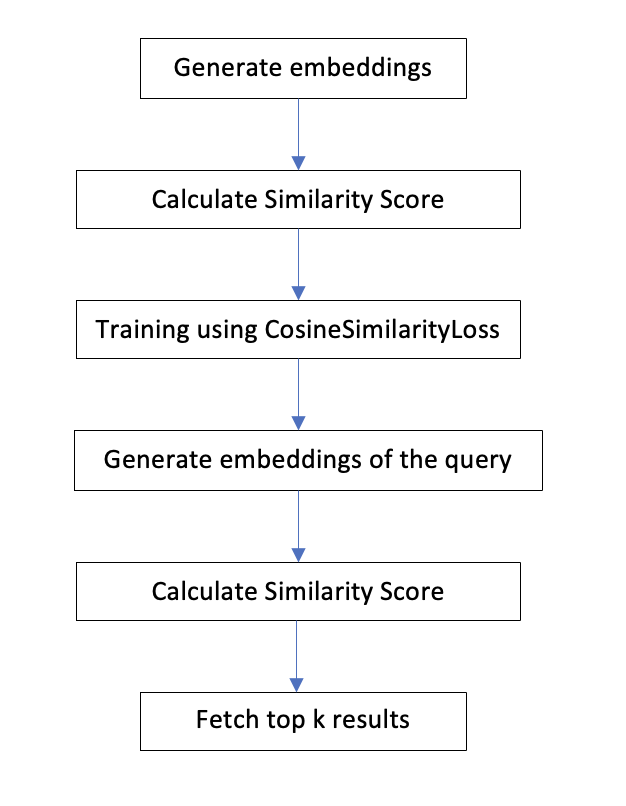 Generate embeddings
Calculate Similarity Score
Training using CosineSimilarityLoss
Generate embeddings of the query
Calculate Similarity Score
Fetch top k results